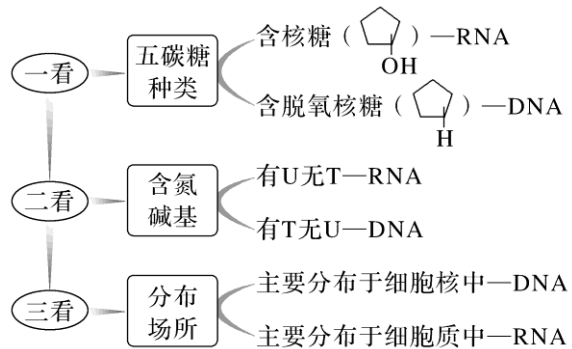 一看
五碳糖
种类
含核糖（ OH ）—RNA
含脱氧核糖（ H ）—DNA
二看
含氮
碱基
有U无T—RNA
有T无U—DNA
三看
分布
场所
主要分布于细胞核中—DNA
主要分布于细胞质中—RNA